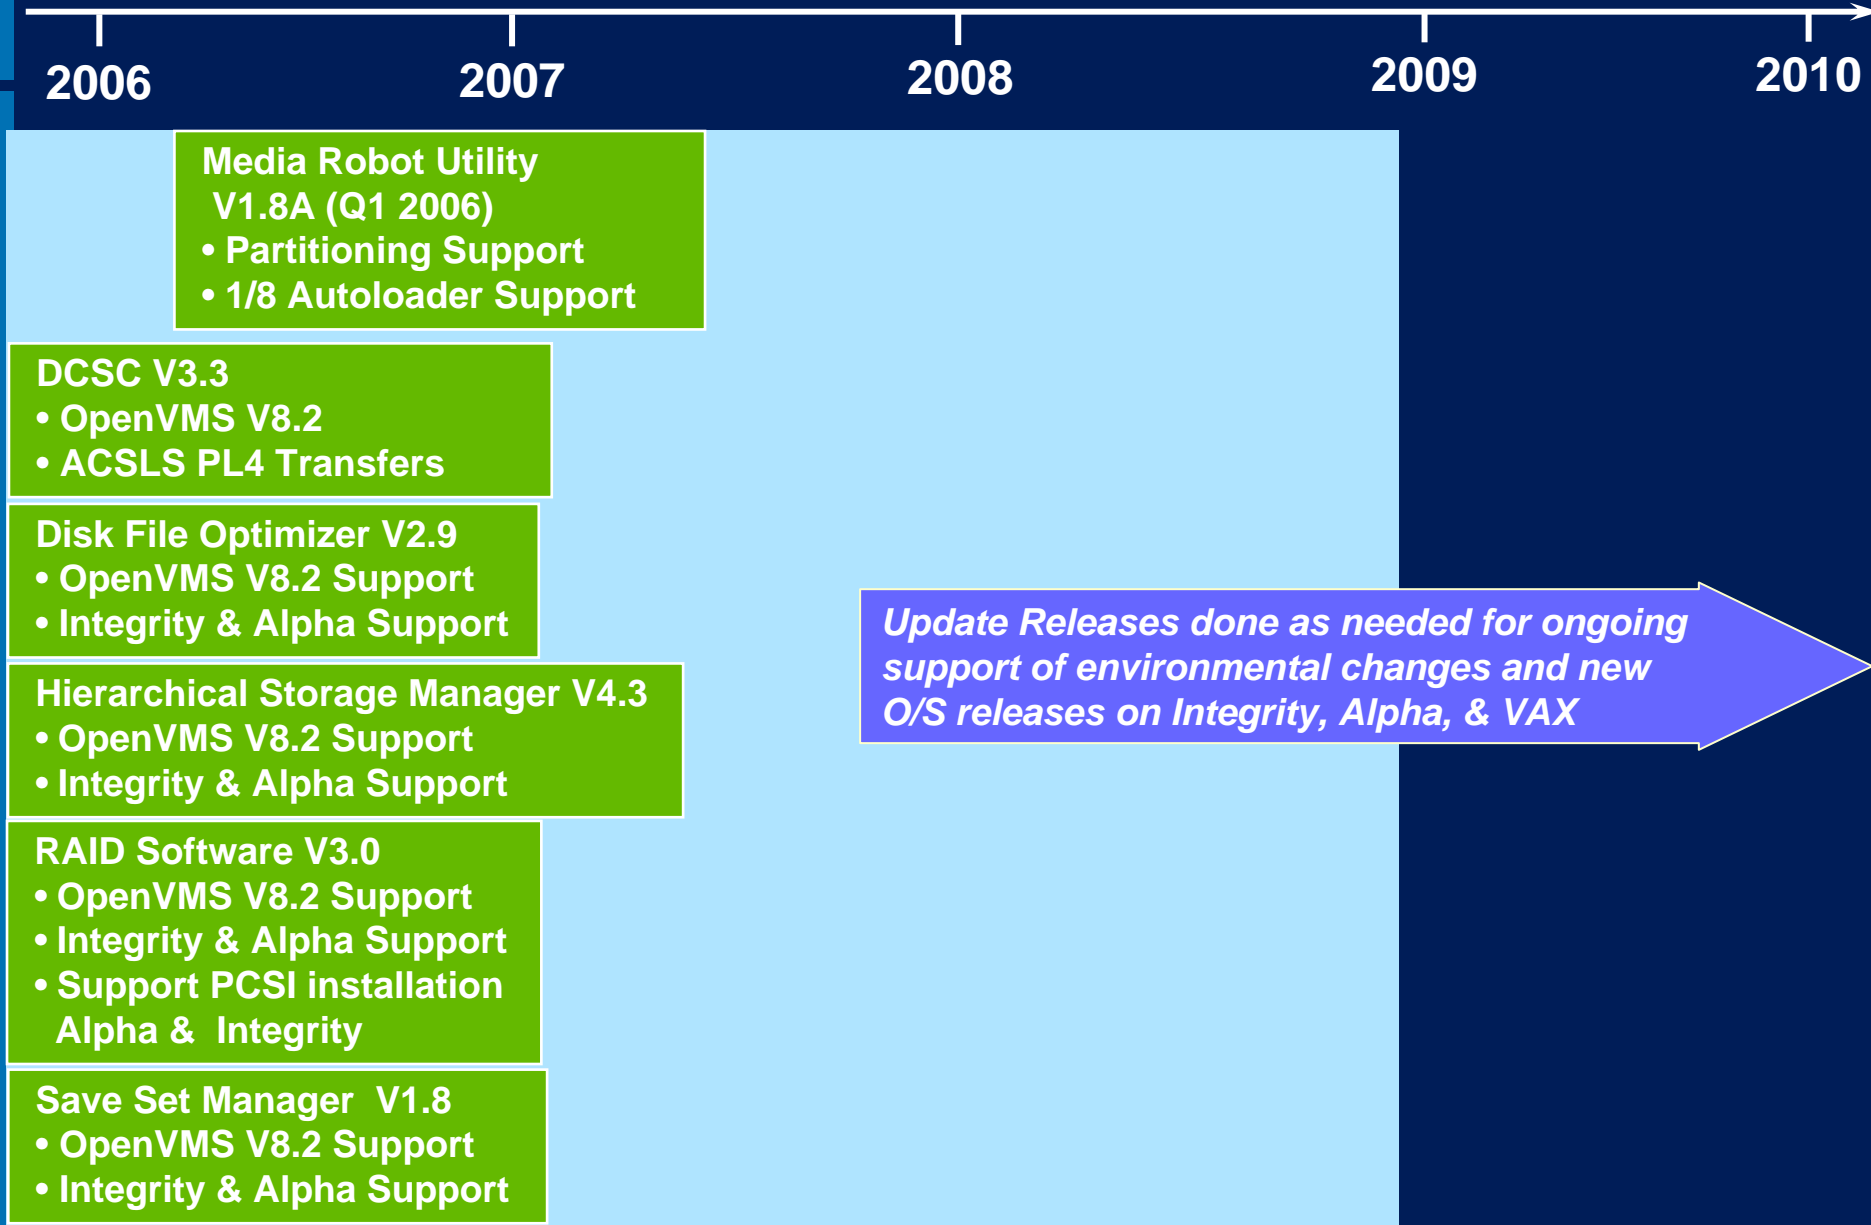 2006 2007 2008 2009 2010
Media Robot Utility
V1.8A (Q1 2006)
• Partitioning Support
• 1/8 Autoloader Support
DCSC V3.3
• OpenVMS V8.2
• ACSLS PL4 Transfers
Disk File Optimizer V2.9
• OpenVMS V8.2 Support
• Integrity & Alpha Support
Update Releases done as needed for ongoing
support of environmental changes and new
O/S releases on Integrity, Alpha, & VAX
Hierarchical Storage Manager V4.3
• OpenVMS V8.2 Support
• Integrity & Alpha Support
RAID Software V3.0
• OpenVMS V8.2 Support
• Integrity & Alpha Support
• Support PCSI installation
Alpha & Integrity
Save Set Manager V1.8
• OpenVMS V8.2 Support
• Integrity & Alpha Support